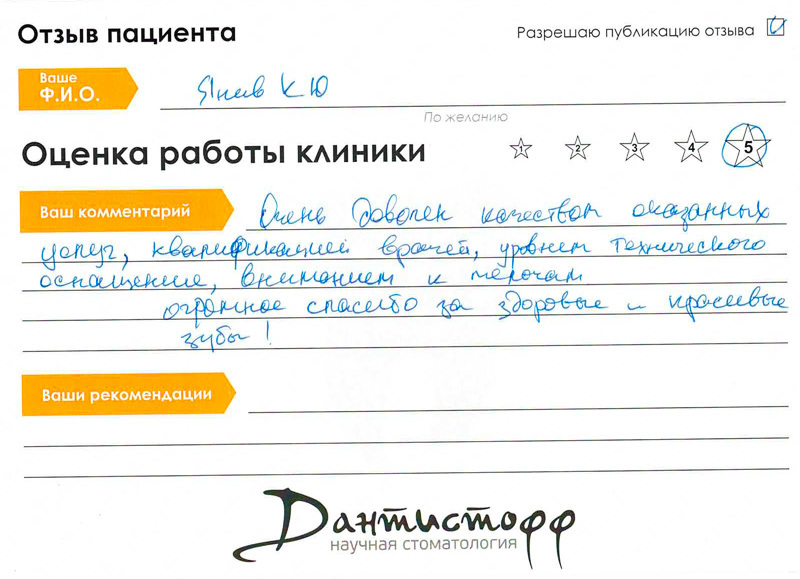 Отзыв пациента
Разрешаю публикацию отзыва
Ваше
Ф.И.О.
К Ю
По желанию
Оценка работы клиники
1 2 3 4 5
Ваш комментарий
Очень доволен качеством оказанных
услуг, квалификацией врачей, уровнем технического
оснащение, вниманием к мелочам
огромное спасибо за здоровые и красивые
зубы!
Ваши рекомендации
Дантистофф
научная стоматология